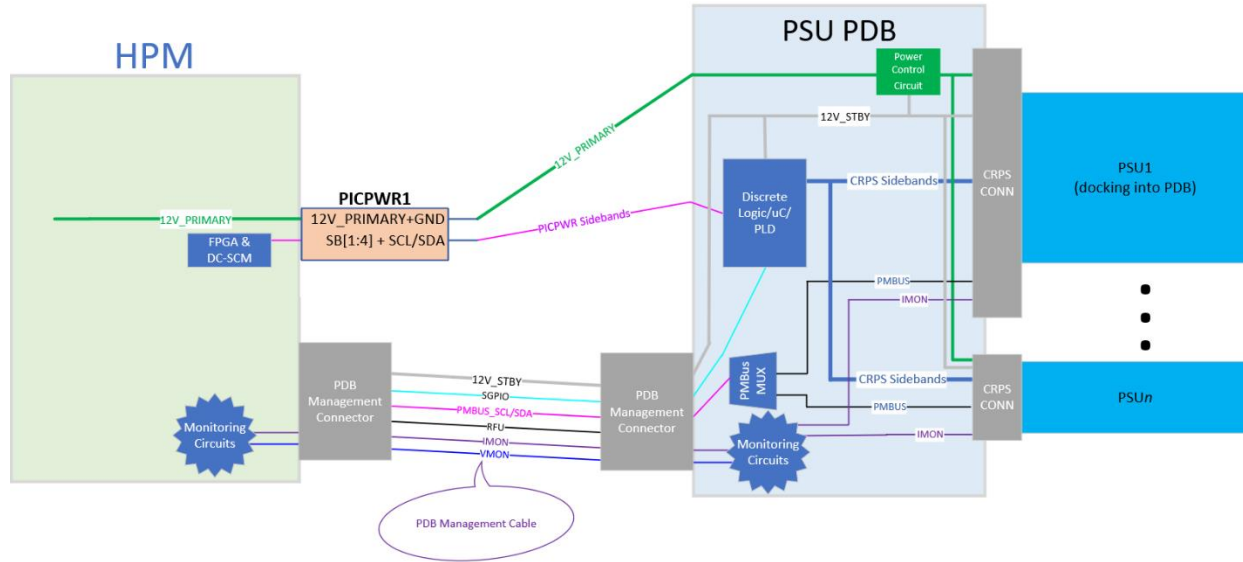 HPM
PSU PDB
Power
Control
Circuit
12V_STBY
12V_PRIMARY
PSU1
(docking into PDB)
CRPS
CONN
CRPS Sidebands
Discrete
Logic/uC/
PLD
PICPWR1
12V_PRIMARY
12V_PRIMARY+GND
SB[1:4] + SCL/SDA
PICPWR Sidebands
FPGA &
DC-SCM
PMBUS
IMON
PDB
Management
Connector
12V_STBY
SGPIO
PMBUS_SCL/SDA
RFU
IMON
VMON
PDB
Management
Connector
PMBus
MUX
CRPS Sidebands
PMBUS
IMON
CRPS
CONN
PSUn
Monitoring
Circuits
Monitoring
Circuits
PDB Management Cable